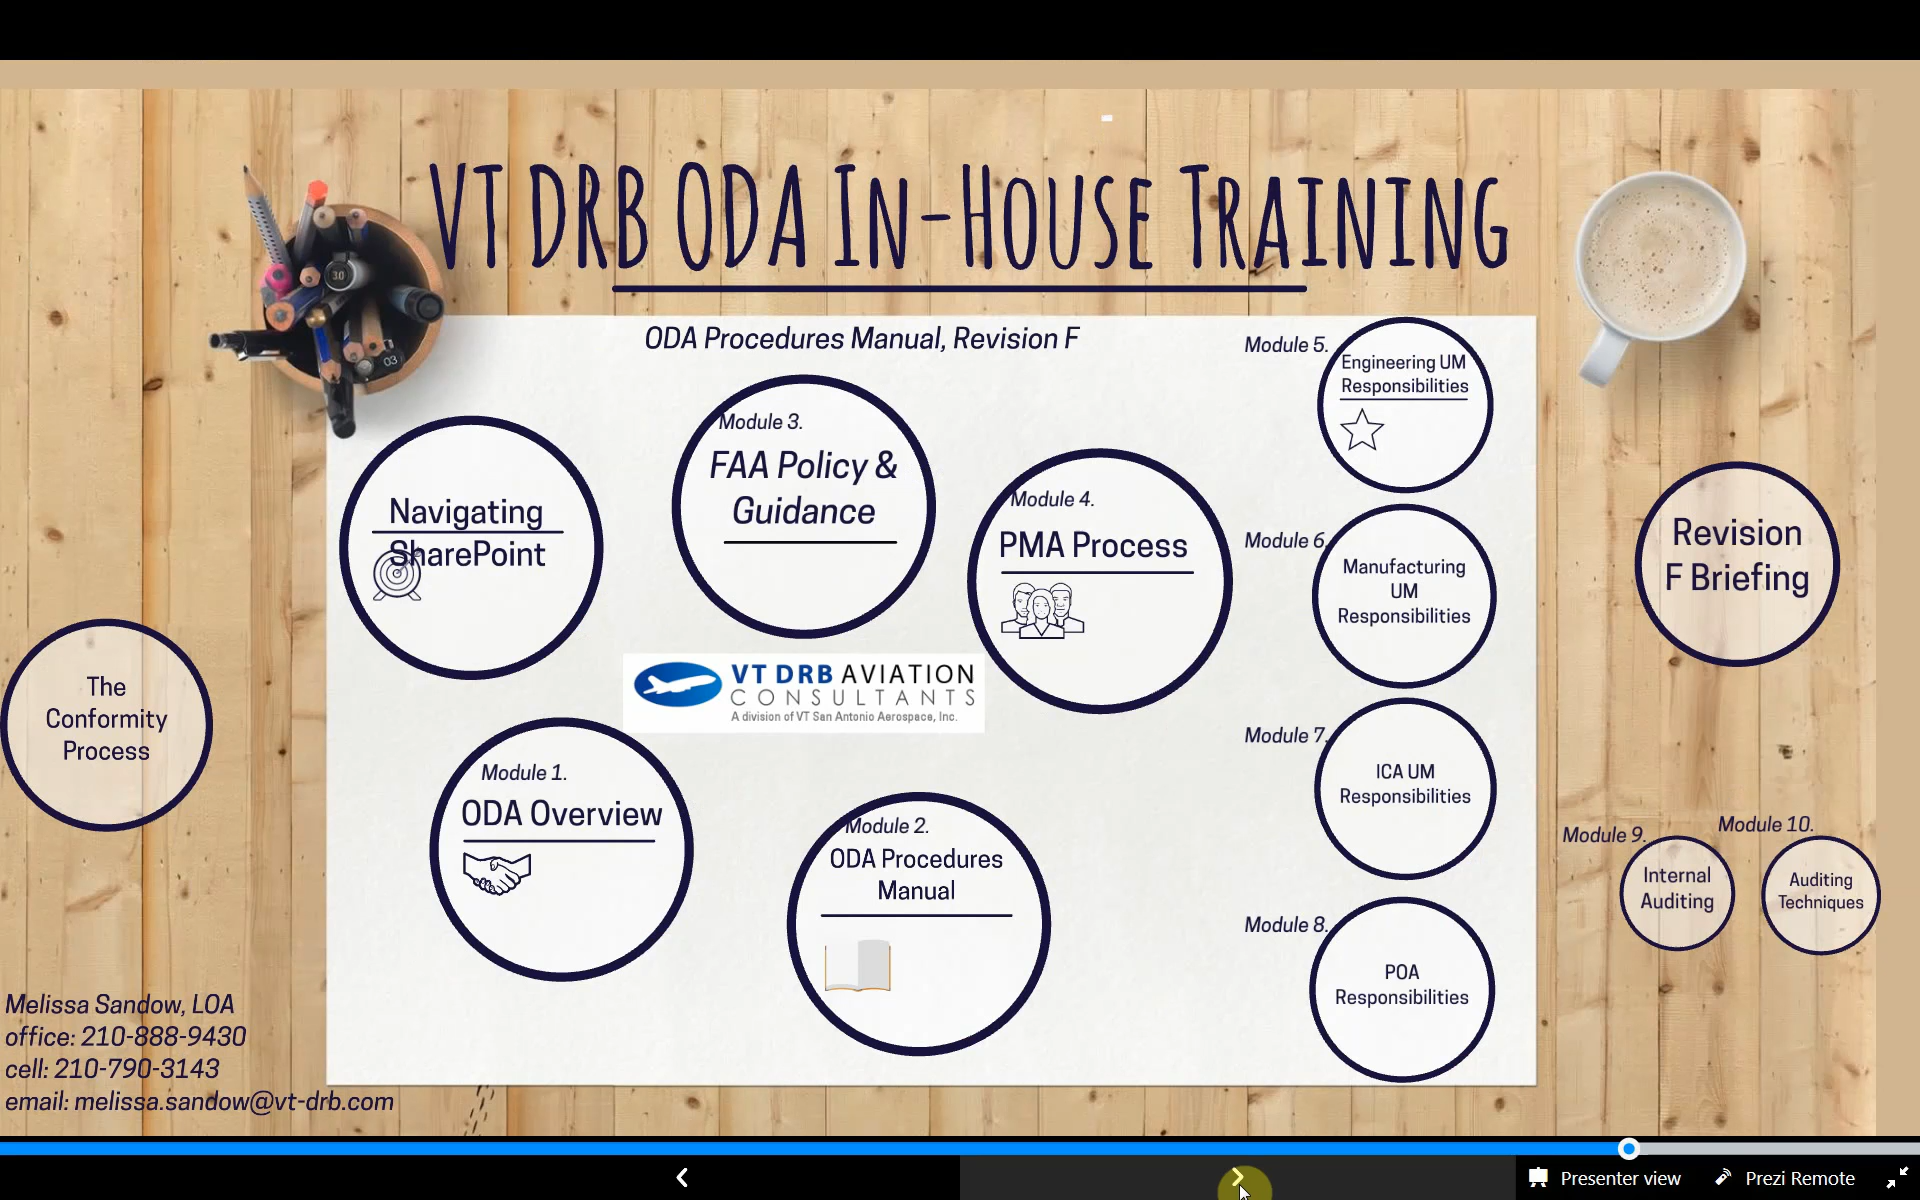 VT DRB ODA In-House Training
ODA Procedures Manual, Revision F
Navigating
SharePoint
Module 3.
FAA Policy &
Guidance
Module 4.
PMA Process
Module 5.
Engineering UM
Responsibilities
Module 6.
Manufacturing
UM
Responsibilities
Module 7.
ICA UM
Responsibilities
Module 8.
POA
Responsibilities
Revision
F Briefing
Module 9.
Internal
Auditing
Module 10.
Auditing
Techniques
The
Conformity
Process
VT DRB AVIATION
CONSULTANTS
A division of VT San Antonio Aerospace, Inc.
Module 1.
ODA Overview
Module 2.
ODA Procedures
Manual
Melissa Sandow, LOA
office: 210-888-9430
cell: 210-790-3143
email: melissa.sandow@vt-drb.com
30
03
Presenter view
Prezi Remote